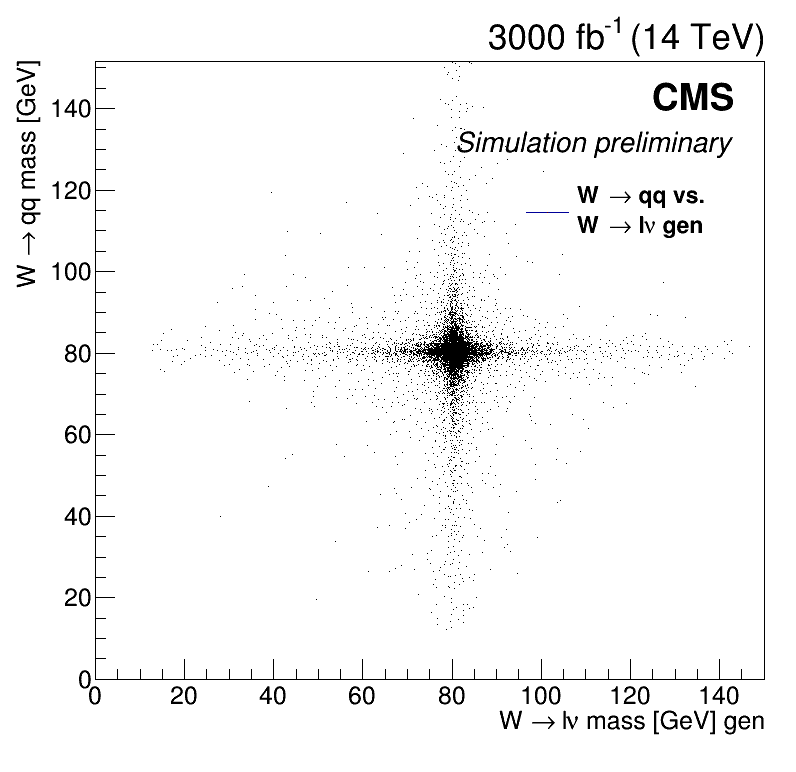 3000 fb⁻¹ (14 TeV)
CMS
Simulation preliminary
W → qq vs.
W → lν gen
W → qq mass [GeV]
140
120
100
80
60
40
20
0
0 20 40 60 80 100 120 140
W → lν mass [GeV] gen